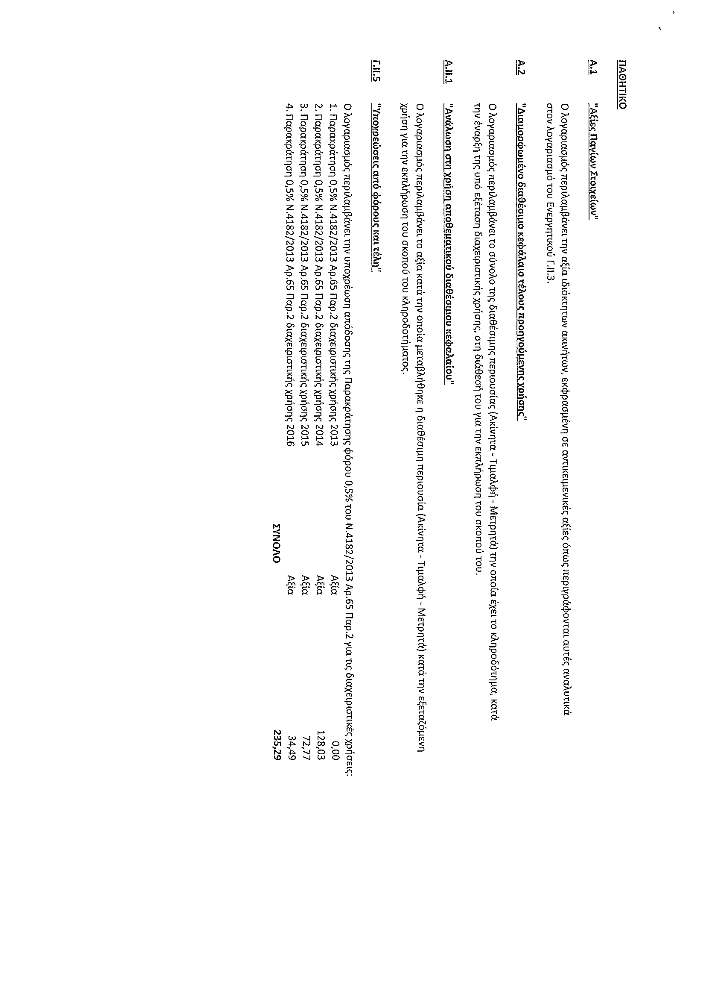 ΠΑΘΗΤΙΚΟ
Α.1 "Αξίες Παγίων Στοιχείων"
Ο λογαριασμός περιλαμβάνει την αξία ιδιόκτητων ακινήτων, εκφρασμένη σε αντικειμενικές αξίες όπως περιγράφονται αυτές αναλυτικά
στον λογαριασμό του Ενεργητικού Γ.ΙΙ.3.
Α.2 "Διαμορφωμένο διαθέσιμο κεφάλαιο τέλους προηγούμενης χρήσης"
Ο λογαριασμός περιλαμβάνει το σύνολο της διαθέσιμης περιουσίας (Ακίνητα - Τιμαλφή - Μετρητά) την οποία έχει το κληροδότημα, κατά
την έναρξη της υπό εξέταση διαχειριστικής χρήσης, στη διάθεσή του για την εκπλήρωση του σκοπού του.
Α.ΙΙ.1 "Ανάλωση στη χρήση αποθεματικού διαθέσιμου κεφαλαίου"
Ο λογαριασμός περιλαμβάνει το αξία κατά την οποία μεταβλήθηκε η διαθέσιμη περιουσία (Ακίνητα - Τιμαλφή - Μετρητά) κατά την εξεταζόμενη
χρήση για την εκπλήρωση του σκοπού του κληροδοτήματος.
Γ.ΙΙ.5 "Υποχρεώσεις από φόρους και τέλη"
Ο λογαριασμός περιλαμβάνει την υποχρέωση απόδοσης της Παρακράτησης φόρου 0,5% του Ν.4182/2013 Αρ.65 Παρ.2 για τις διαχειριστικές χρήσεις:
1. Παρακράτηση 0,5% Ν.4182/2013 Αρ.65 Παρ.2 διαχειριστικής χρήσης 2013 Αξία 0,00
2. Παρακράτηση 0,5% Ν.4182/2013 Αρ.65 Παρ.2 διαχειριστικής χρήσης 2014 Αξία 128,03
3. Παρακράτηση 0,5% Ν.4182/2013 Αρ.65 Παρ.2 διαχειριστικής χρήσης 2015 Αξία 72,77
4. Παρακράτηση 0,5% Ν.4182/2013 Αρ.65 Παρ.2 διαχειριστικής χρήσης 2016 Αξία 34,49
ΣΥΝΟΛΟ 235,29